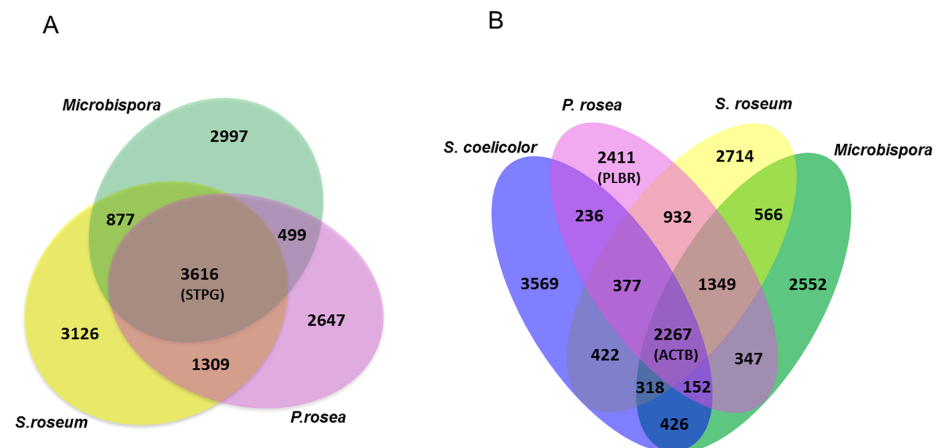 A
Microbispora
2997
877
499
3616
(STPG)
3126
2647
1309
S.roseum
P.rosea
B
P. rosea
S. roseum
S. coelicolor
Microbispora
2411
(PLBR)
2714
236
932
566
3569
377
1349
2552
2267
(ACTB)
422
347
318
152
426